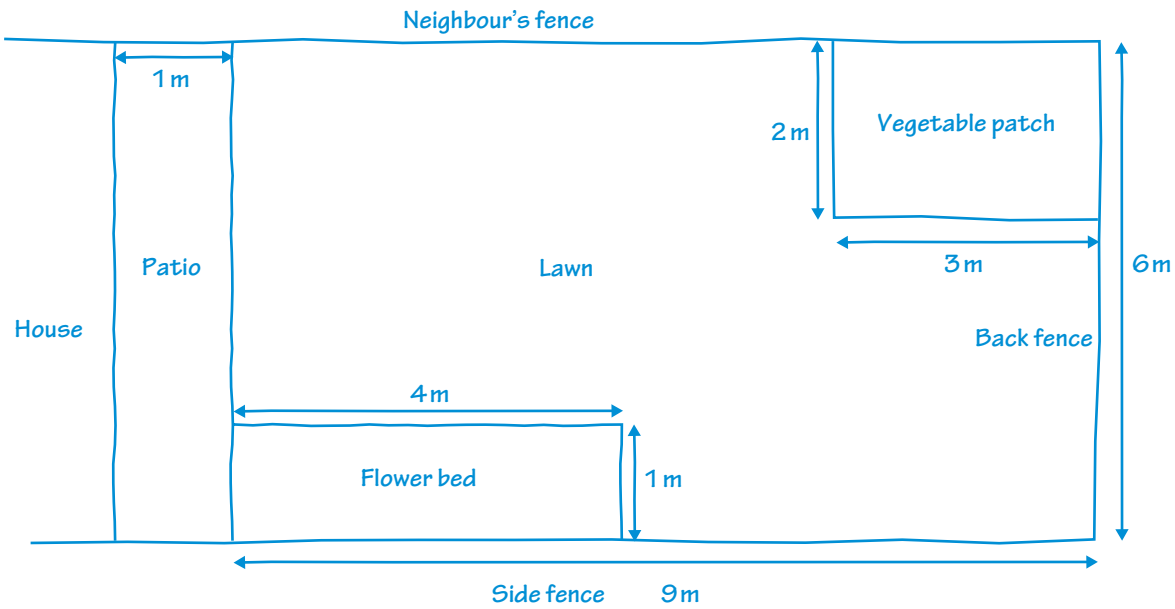 Neighbour's fence
1 m
2 m
Vegetable patch
Patio
Lawn
3 m
6 m
House
Back fence
4 m
Flower bed
1 m
Side fence 9 m